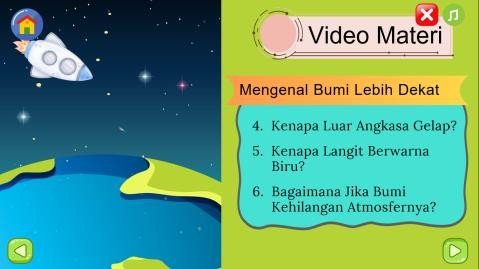 Video Materi
Mengenal Bumi Lebih Dekat
4. Kenapa Luar Angkasa Gelap?
5. Kenapa Langit Berwarna
Biru?
6. Bagaimana Jika Bumi
Kehilangan Atmosfernya?